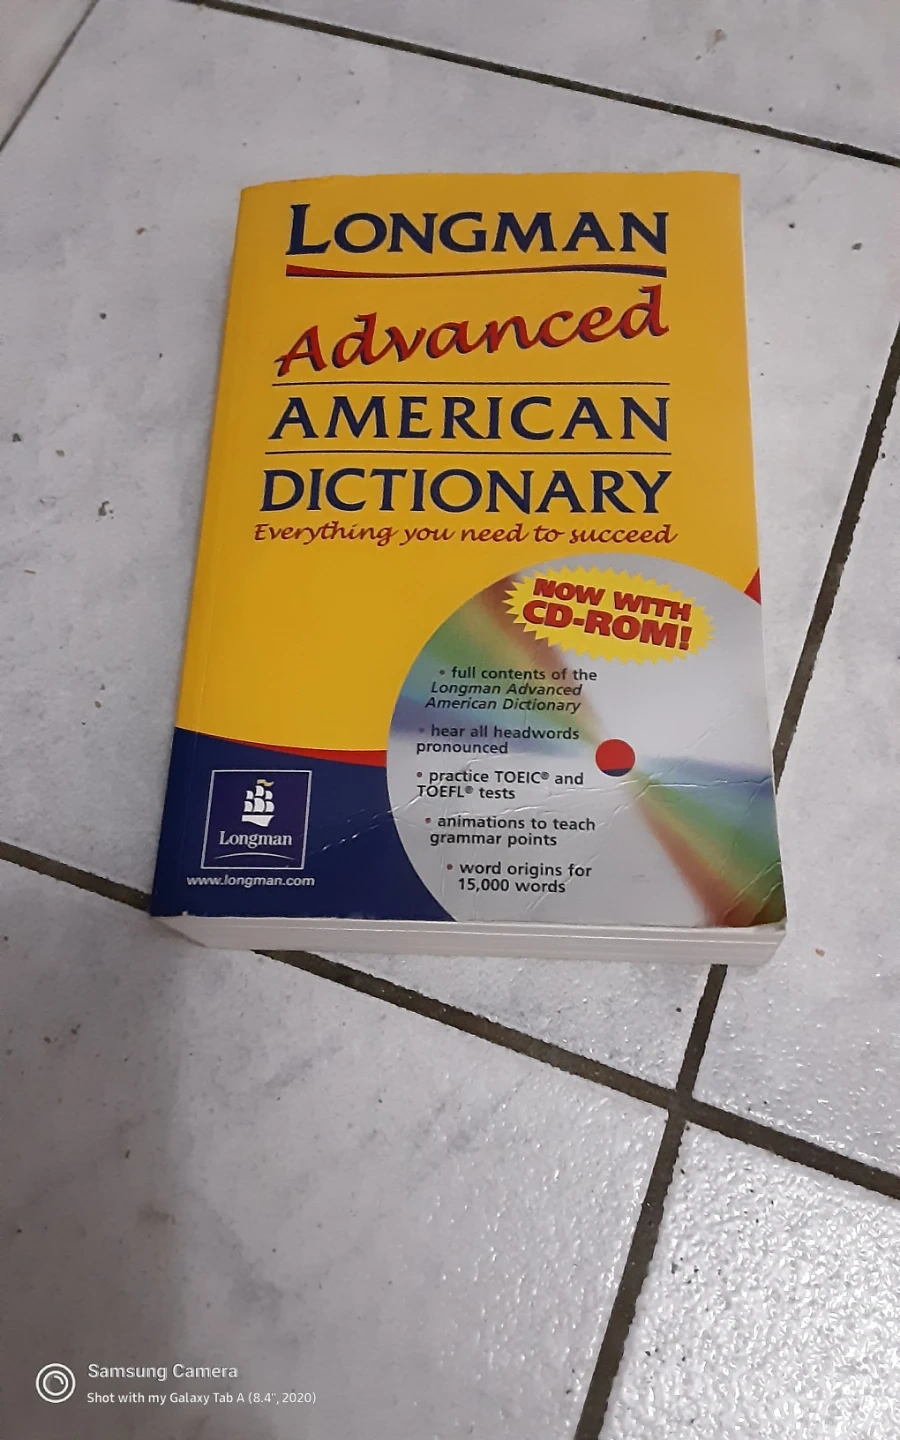 LONGMAN
Advanced
AMERICAN
DICTIONARY
Everything you need to succeed
NOW WITH
CD-ROM!
• full contents of the
Longman Advanced
American Dictionary
• hear all headwords
pronounced
• practice TOEIC® and
TOEFL® tests
• animations to teach
grammar points
• word origins for
15,000 words
Longman
www.longman.com
Samsung Camera
Shot with my Galaxy Tab A (8.4", 2020)